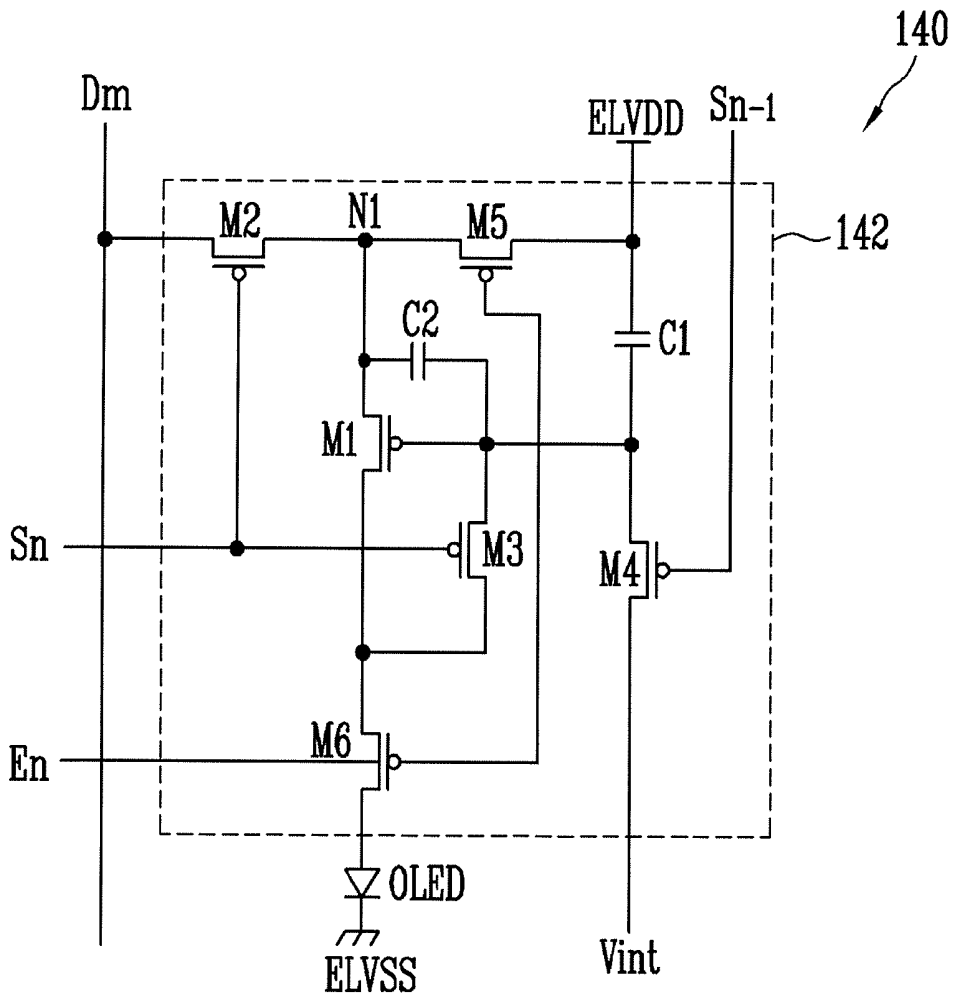 140
Dm
ELVDD
Sn-1
M2
N1
M5
142
C2
C1
M1
Sn
M3
M4
M6
En
OLED
ELVSS
Vint